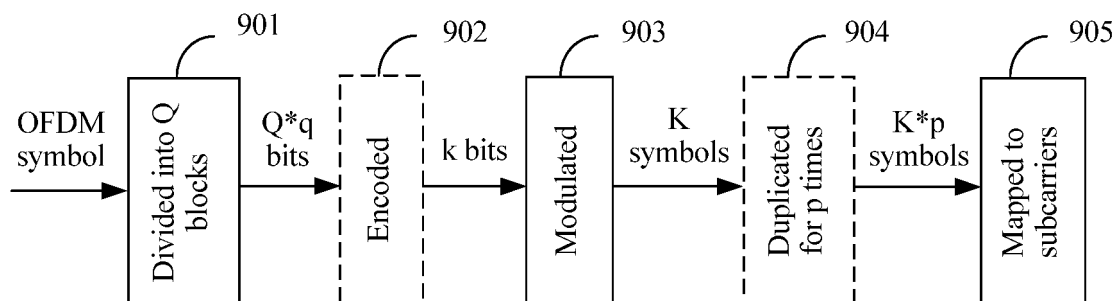 901
902
903
904
905
OFDM
symbol
Divided into Q
blocks
Q*q
bits
Encoded
k bits
Modulated
K
symbols
Duplicated
for p times
K*p
symbols
Mapped to
subcarriers